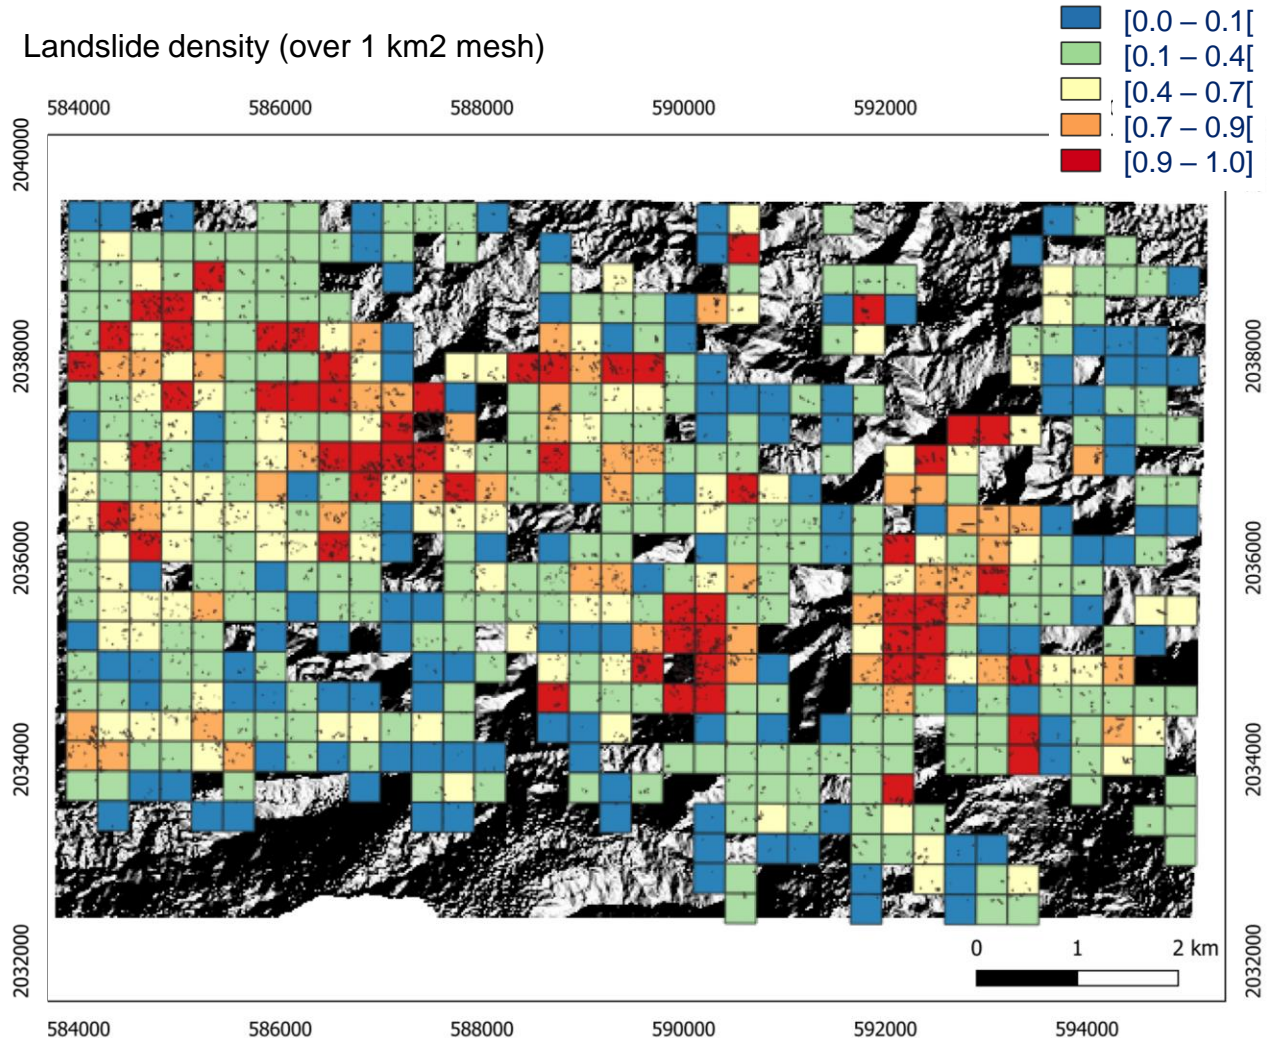 [0.0 – 0.1[
Landslide density (over 1 km2 mesh)
[0.1 – 0.4[
[0.4 – 0.7[
584000 586000 588000 590000 592000
[0.7 – 0.9[
[0.9 – 1.0]
2040000
2038000 2038000
2036000 2036000
2034000 2034000
2032000 2032000
0 1 2 km
584000 586000 588000 590000 592000 594000